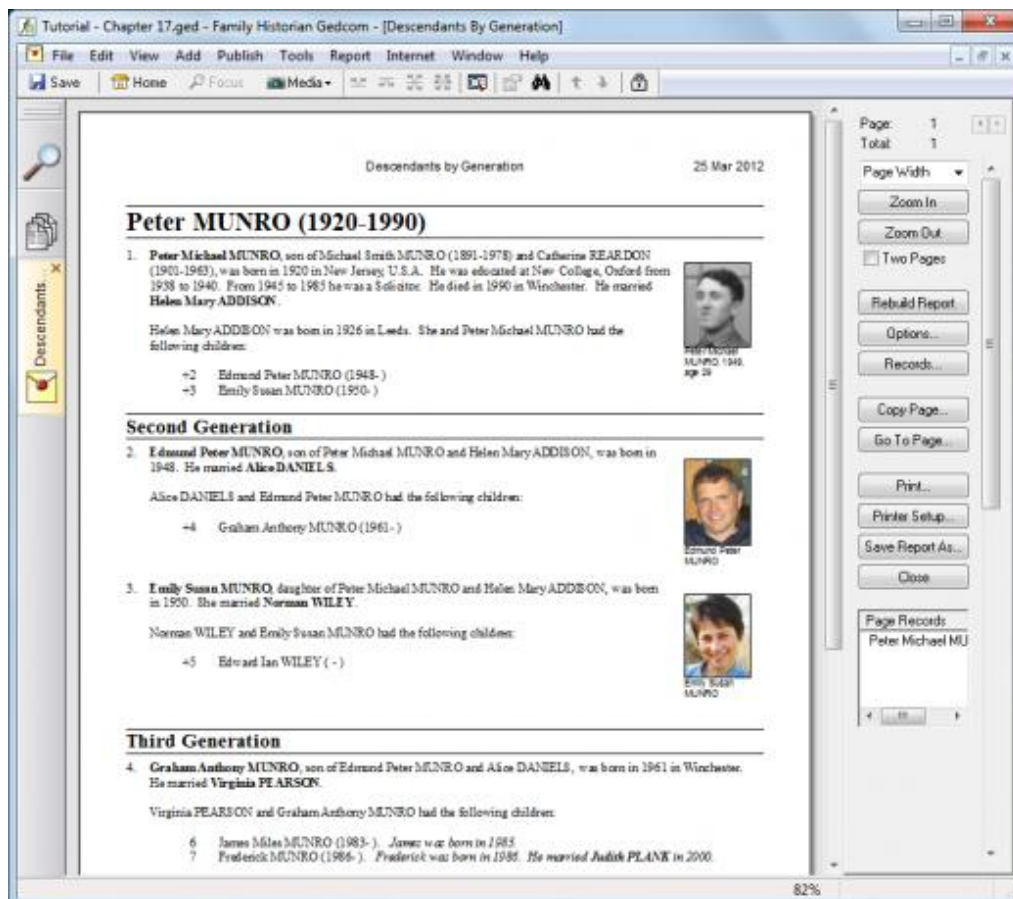 Tutorial - Chapter 17.ged - Family Historian Gedcom - [Descendants By Generation]
File Edit View Add Publish Tools Report Internet Window Help
Save Home Focus Media
Descendants...
Descendants by Generation 25 Mar 2012
Peter MUNRO (1920-1990)
1. Peter Michael MUNRO, son of Michael Smith MUNRO (1891-1978) and Catherine REARDON
(1901-1963), was born in 1920 in New Jersey, U.S.A. He was educated at New College, Oxford from
1938 to 1940. From 1945 to 1985 he was a Solicitor. He died in 1990 in Winchester. He married
Helen Mary ADDISON.
Peter Michael
MUNRO, 1949,
age 29
Helen Mary ADDISON was born in 1926 in Leeds. She and Peter Michael MUNRO had the
following children:
+2 Edmund Peter MUNRO (1948- )
+3 Emily Susan MUNRO (1950- )
Second Generation
2. Edmund Peter MUNRO, son of Peter Michael MUNRO and Helen Mary ADDISON, was born in
1948. He married Alice DANIELS.
Alice DANIELS and Edmund Peter MUNRO had the following children:
+4 Graham Anthony MUNRO (1961- )
Edmund Peter
MUNRO
3. Emily Susan MUNRO, daughter of Peter Michael MUNRO and Helen Mary ADDISON, was born
in 1950. She married Norman WILEY.
Norman WILEY and Emily Susan MUNRO had the following children:
+5 Edward Ian WILEY ( - )
Emily Susan
MUNRO
Third Generation
4. Graham Anthony MUNRO, son of Edmund Peter MUNRO and Alice DANIELS, was born in 1961 in Winchester.
He married Virginia PEARSON.
Virginia PEARSON and Graham Anthony MUNRO had the following children:
6 James Miles MUNRO (1983- ). James was born in 1983.
7 Frederick MUNRO (1986- ). Frederick was born in 1986. He married Judith PLANK in 2000.
Page: 1
Total: 1
Page Width
Zoom In
Zoom Out
Two Pages
Rebuild Report
Options...
Records...
Copy Page...
Go To Page...
Print...
Printer Setup...
Save Report As...
Close
Page Records
Peter Michael MU
82%